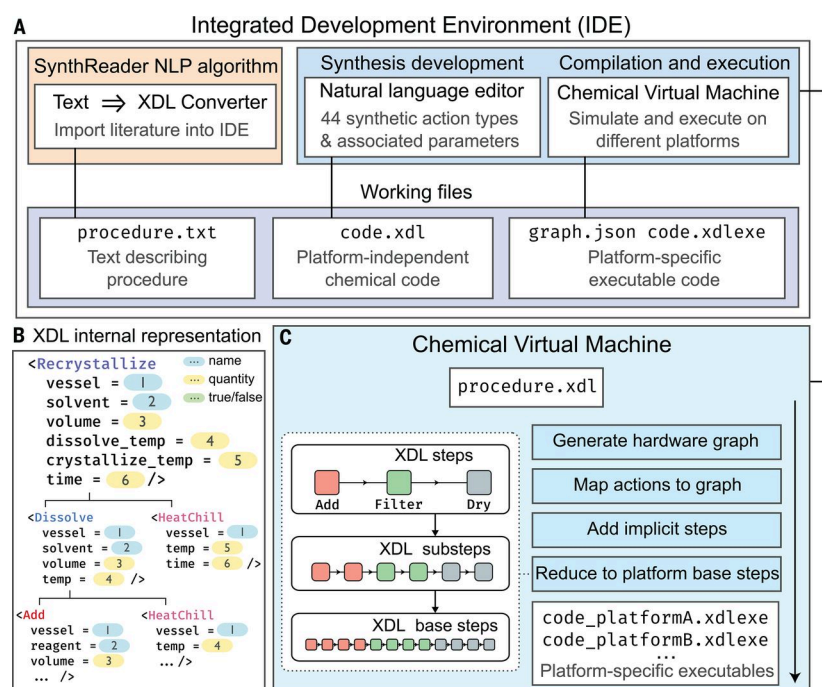 A
Integrated Development Environment (IDE)
SynthReader NLP algorithm
Text ⇒ XDL Converter
Import literature into IDE
Synthesis development
Natural language editor
44 synthetic action types
& associated parameters
Compilation and execution
Chemical Virtual Machine
Simulate and execute on
different platforms
Working files
procedure.txt
Text describing
procedure
code.xdl
Platform-independent
chemical code
graph.json code.xdlexe
Platform-specific
executable code
B XDL internal representation
... name
... quantity
... true/false
<Recrystallize
vessel = 1
solvent = 2
volume = 3
dissolve_temp = 4
crystallize_temp = 5
time = 6 />
<Dissolve
vessel = 1
solvent = 2
volume = 3
temp = 4 />
<HeatChill
vessel = 1
temp = 5
time = 6 />
<Add
vessel = 1
reagent = 2
volume = 3
... />
<HeatChill
vessel = 1
temp = 4
... />
C
Chemical Virtual Machine
procedure.xdl
XDL steps
Add Filter Dry
XDL substeps
XDL base steps
Generate hardware graph
Map actions to graph
Add implicit steps
Reduce to platform base steps
code_platformA.xdlexe
code_platformB.xdlexe
...
Platform-specific executables